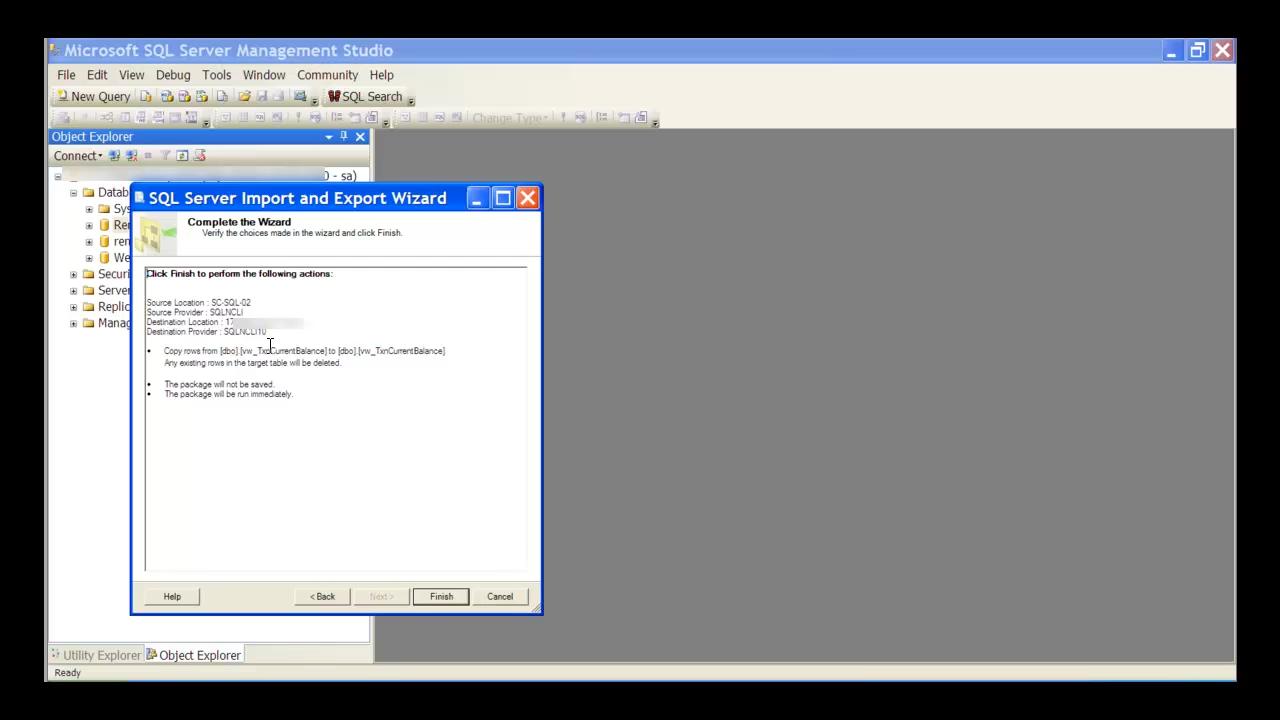 Microsoft SQL Server Management Studio
File Edit View Debug Tools Window Community Help
New Query SQL Search
Change Type
Object Explorer
Connect
0 - sa)
Datab
Sys
Re
ren
We
Securi
Server
Replic
Manag
SQL Server Import and Export Wizard
Complete the Wizard
Verify the choices made in the wizard and click Finish.
Click Finish to perform the following actions:
Source Location : SC-SQL-02
Source Provider : SQLNCLI
Destination Location : 17
Destination Provider : SQLNCLI10
• Copy rows from [dbo].[vw_TxnCurrentBalance] to [dbo].[vw_TxnCurrentBalance]
Any existing rows in the target table will be deleted.
• The package will not be saved.
• The package will be run immediately.
Help < Back Next > Finish Cancel
Utility Explorer Object Explorer
Ready